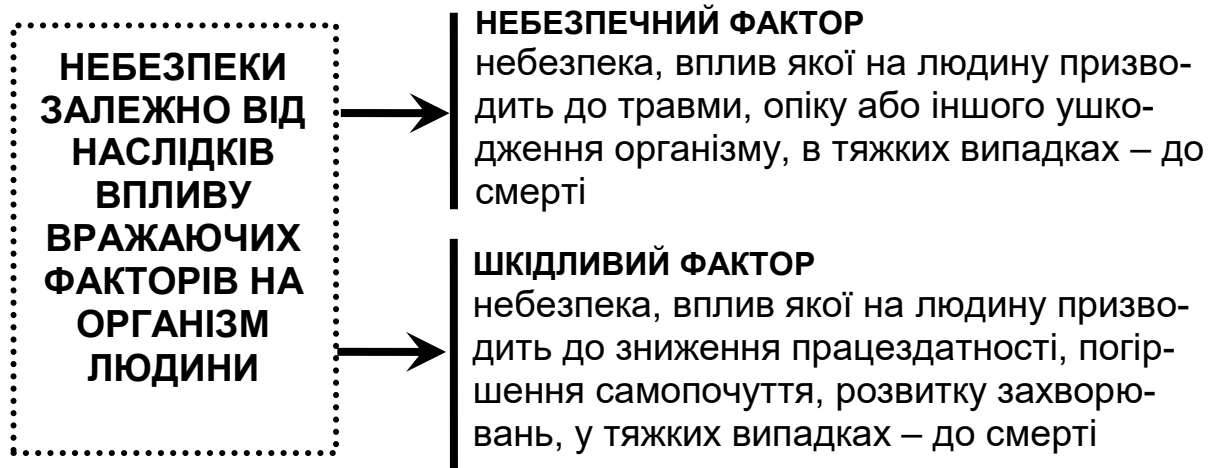 НЕБЕЗПЕКИ
ЗАЛЕЖНО ВІД
НАСЛІДКІВ
ВПЛИВУ
ВРАЖАЮЧИХ
ФАКТОРІВ НА
ОРГАНІЗМ
ЛЮДИНИ
НЕБЕЗПЕЧНИЙ ФАКТОР
небезпека, вплив якої на людину призво-
дить до травми, опіку або іншого ушко-
дження організму, в тяжких випадках – до
смерті
ШКІДЛИВИЙ ФАКТОР
небезпека, вплив якої на людину призво-
дить до зниження працездатності, погір-
шення самопочуття, розвитку захворю-
вань, у тяжких випадках – до смерті